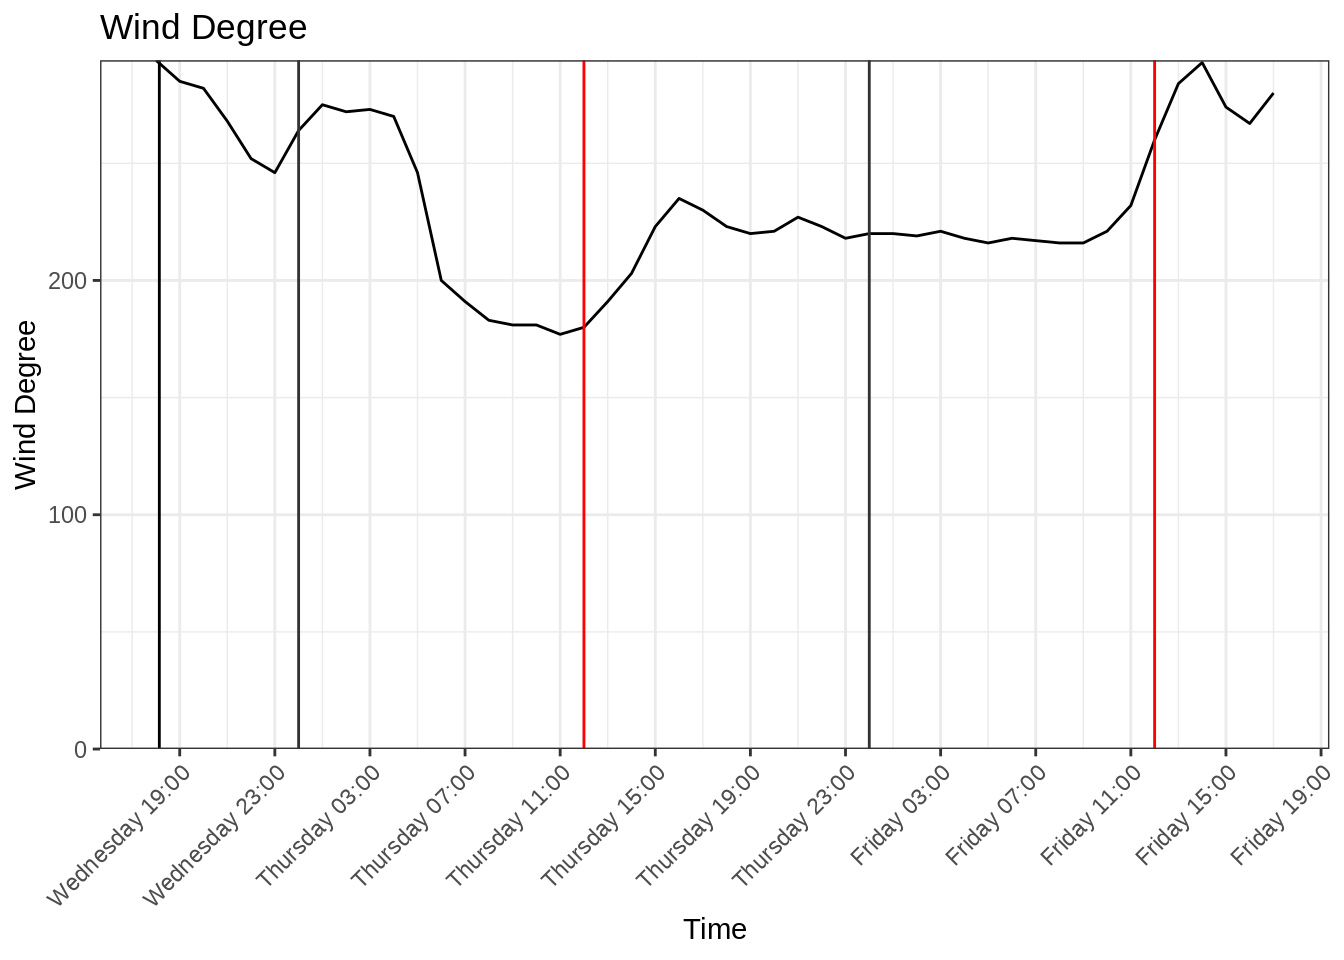 Wind Degree
Wind Degree
200
100
0
Wednesday 19:00
Wednesday 23:00
Thursday 03:00
Thursday 07:00
Thursday 11:00
Thursday 15:00
Thursday 19:00
Thursday 23:00
Friday 03:00
Friday 07:00
Friday 11:00
Friday 15:00
Friday 19:00
Time